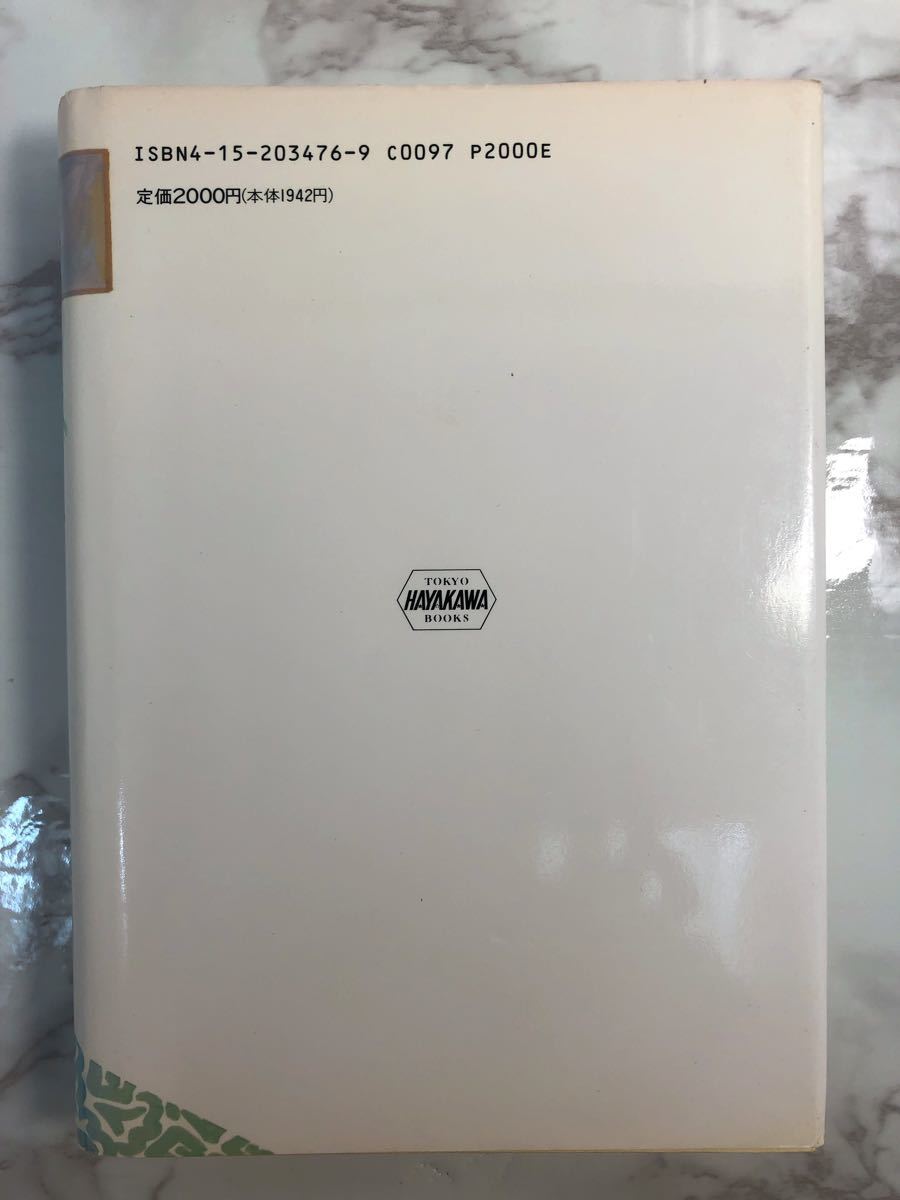 ISBN4-15-203476-9 C0097 P2000E
定価2000円(本体1942円)
TOKYO
HAYAKAWA
BOOKS